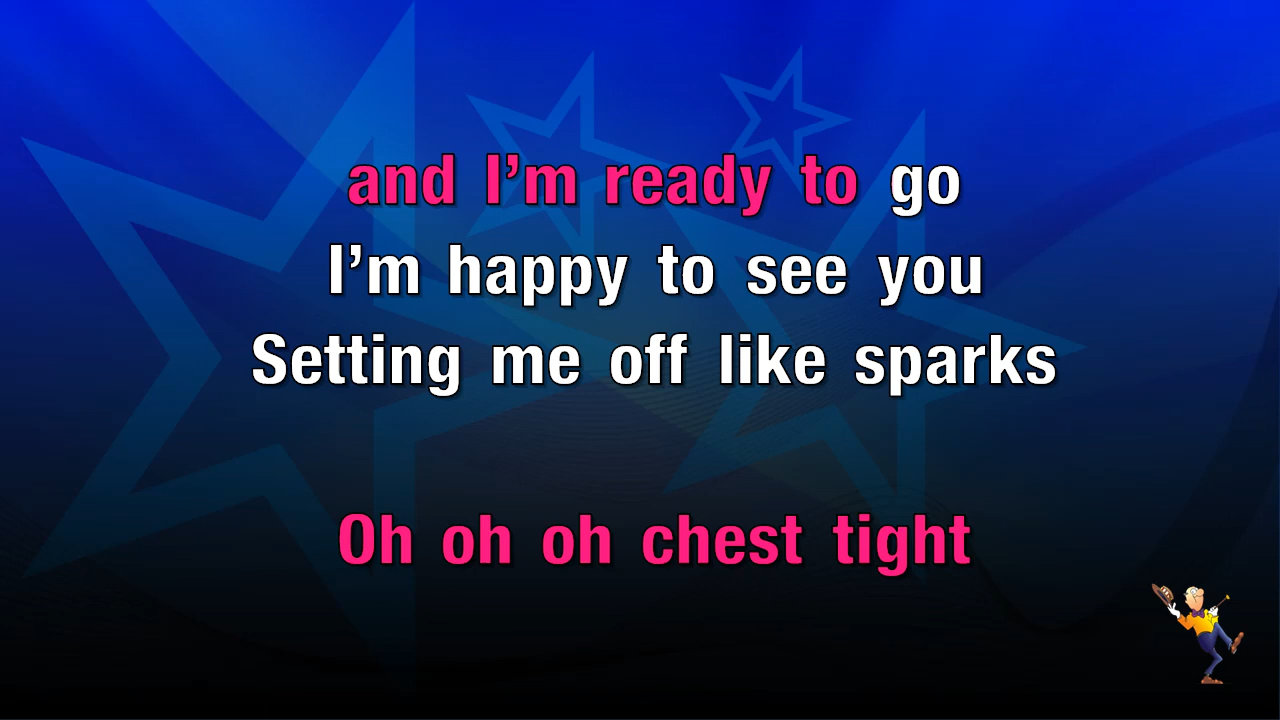 and I’m ready to go
I’m happy to see you
Setting me off like sparks
Oh oh oh chest tight